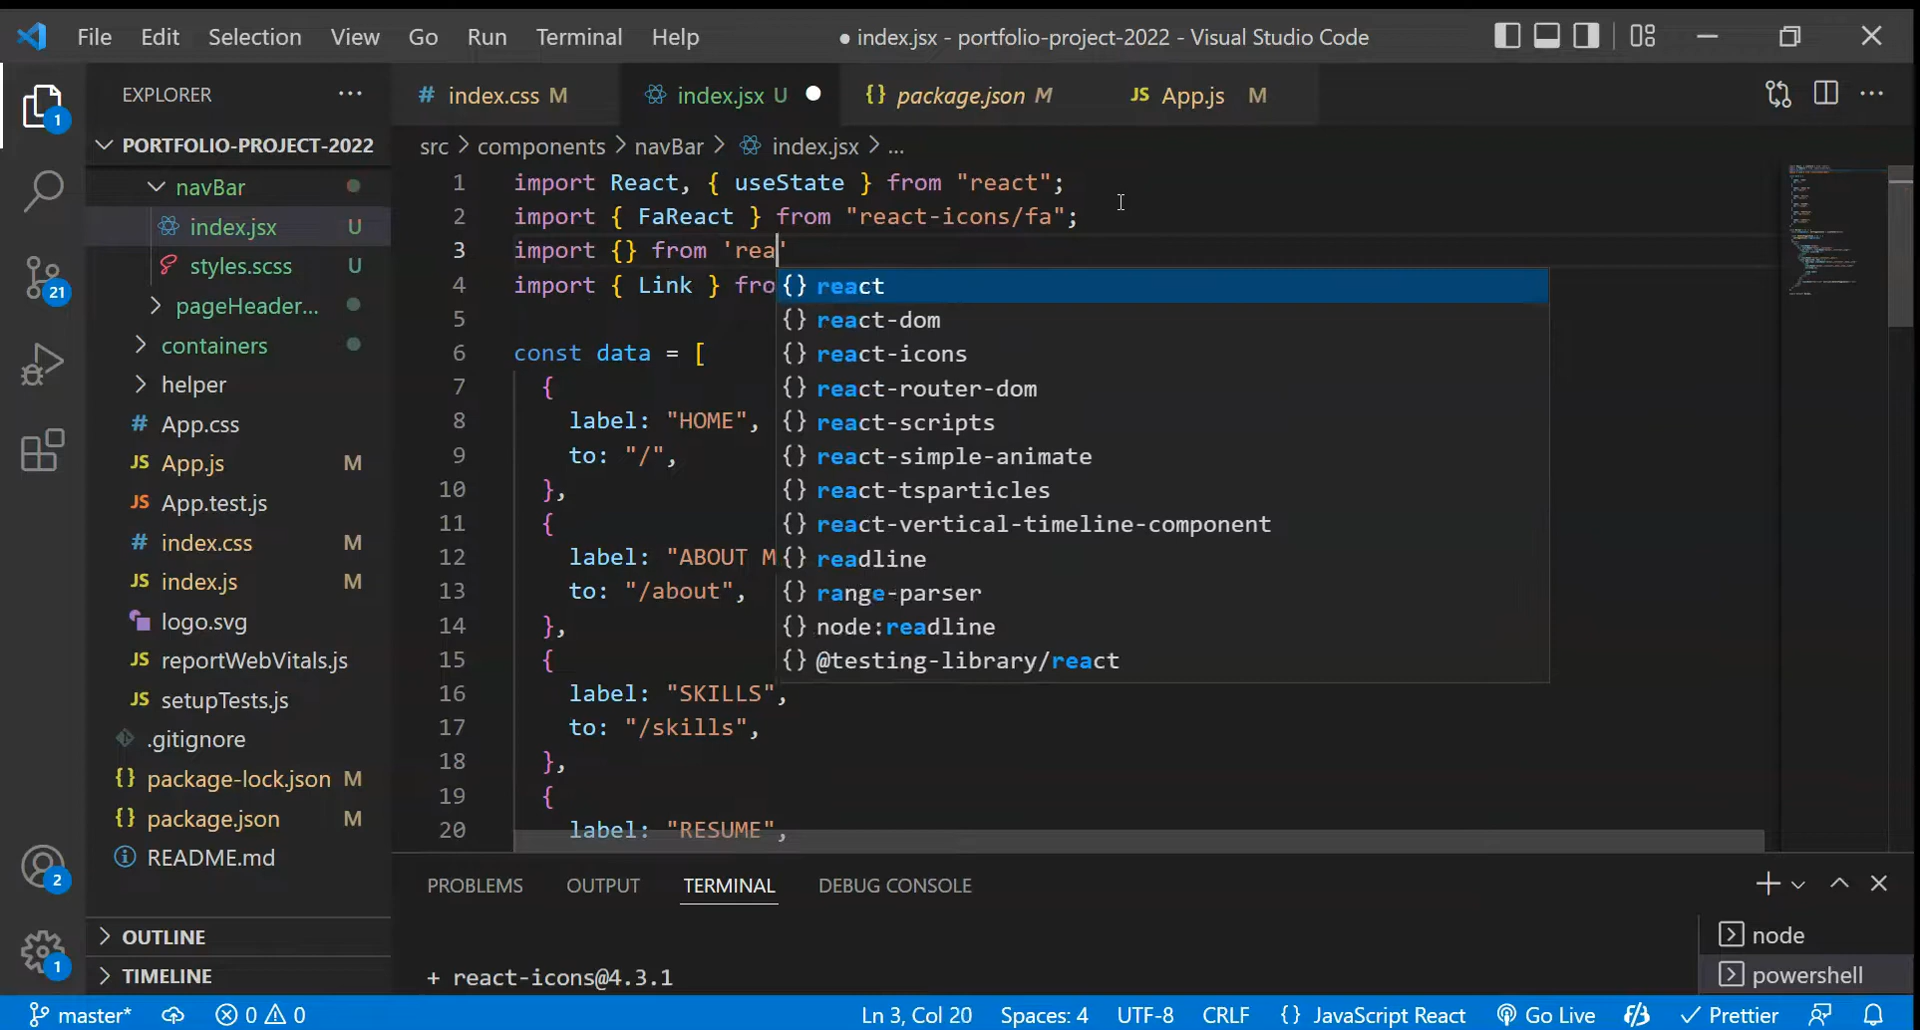 File Edit Selection View Go Run Terminal Help
● index.jsx - portfolio-project-2022 - Visual Studio Code
EXPLORER ···
# index.css M
index.jsx U ●
{} package.json M
JS App.js M
PORTFOLIO-PROJECT-2022
src > components > navBar > index.jsx > ...
navBar
index.jsx U
styles.scss U
pageHeader...
containers
helper
# App.css
JS App.js M
JS App.test.js
# index.css M
JS index.js M
logo.svg
JS reportWebVitals.js
JS setupTests.js
.gitignore
{} package-lock.json M
{} package.json M
README.md
OUTLINE
TIMELINE
1
21
2
1
1 import React, { useState } from "react";
2 import { FaReact } from "react-icons/fa";
3 import {} from 'rea'
4 import { Link } fro
5
6 const data = [
7 {
8 label: "HOME",
9 to: "/",
10 },
11 {
12 label: "ABOUT M
13 to: "/about",
14 },
15 {
16 label: "SKILLS",
17 to: "/skills",
18 },
19 {
20 label: "RESUME",
{} react
{} react-dom
{} react-icons
{} react-router-dom
{} react-scripts
{} react-simple-animate
{} react-tsparticles
{} react-vertical-timeline-component
{} readline
{} range-parser
{} node:readline
{} @testing-library/react
PROBLEMS OUTPUT TERMINAL DEBUG CONSOLE
+ react-icons@4.3.1
node
powershell
master* 0 0 Ln 3, Col 20 Spaces: 4 UTF-8 CRLF {} JavaScript React Go Live Prettier